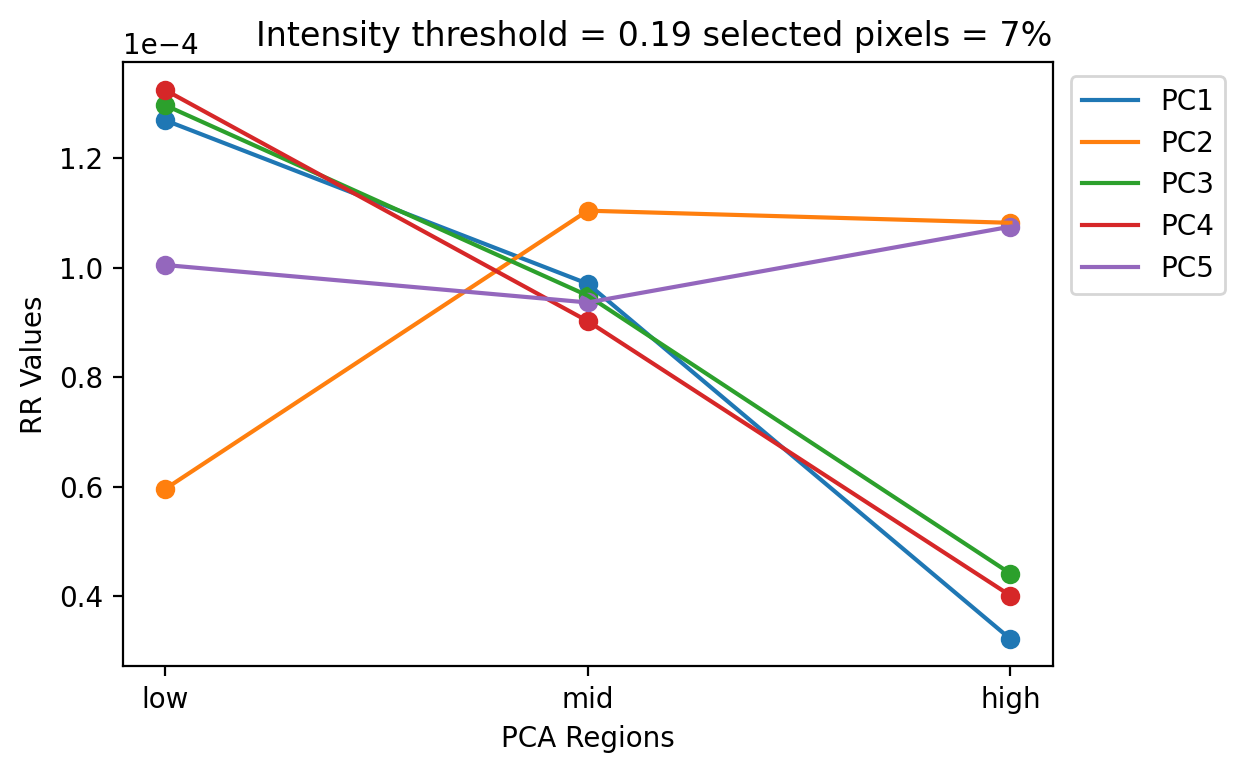 Intensity threshold = 0.19 selected pixels = 7%
1e−4
1.2
1.0
0.8
0.6
0.4
RR Values
low
mid
high
PCA Regions
PC1
PC2
PC3
PC4
PC5